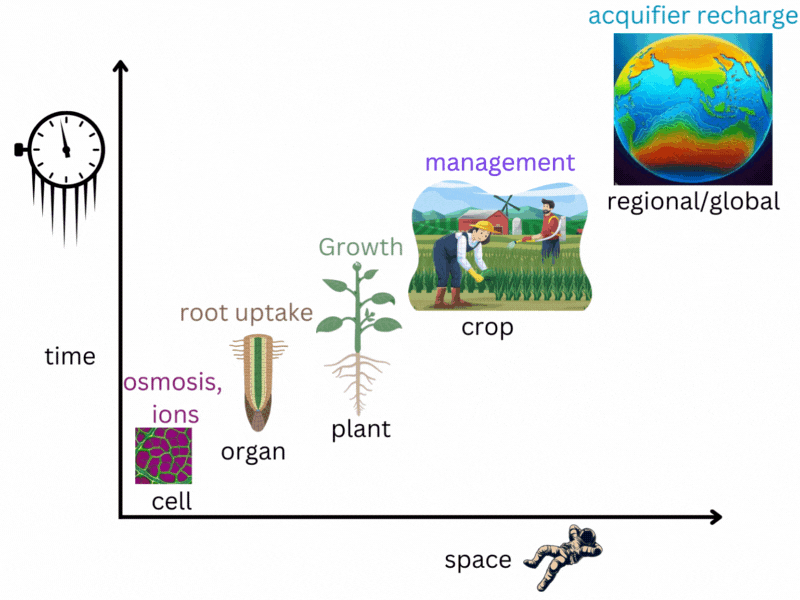 acquifier recharge
regional/global
management
crop
Growth
plant
root uptake
organ
osmosis,
ions
cell
time
space